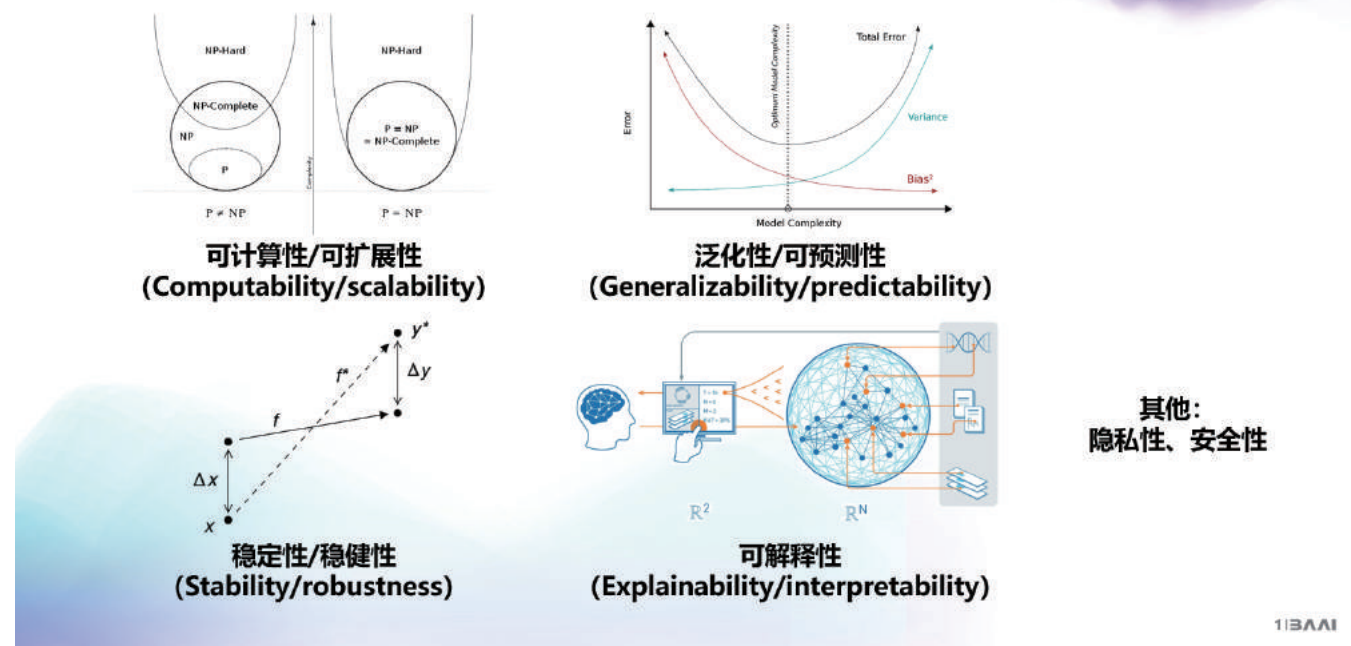 NP-Hard
NP-Complete
NP
P
P ≠ NP
Complexity
NP-Hard
P = NP
= NP-Complete
P = NP
可计算性/可扩展性
(Computability/scalability)
Error
Optimum Model Complexity
Total Error
Variance
Bias²
Model Complexity
泛化性/可预测性
(Generalizability/predictability)
y*
Δy
f*
f
Δx
x
稳定性/稳健性
(Stability/robustness)
ℝ²
ℝᴺ
可解释性
(Explainability/interpretability)
其他:
隐私性、安全性
BAAI